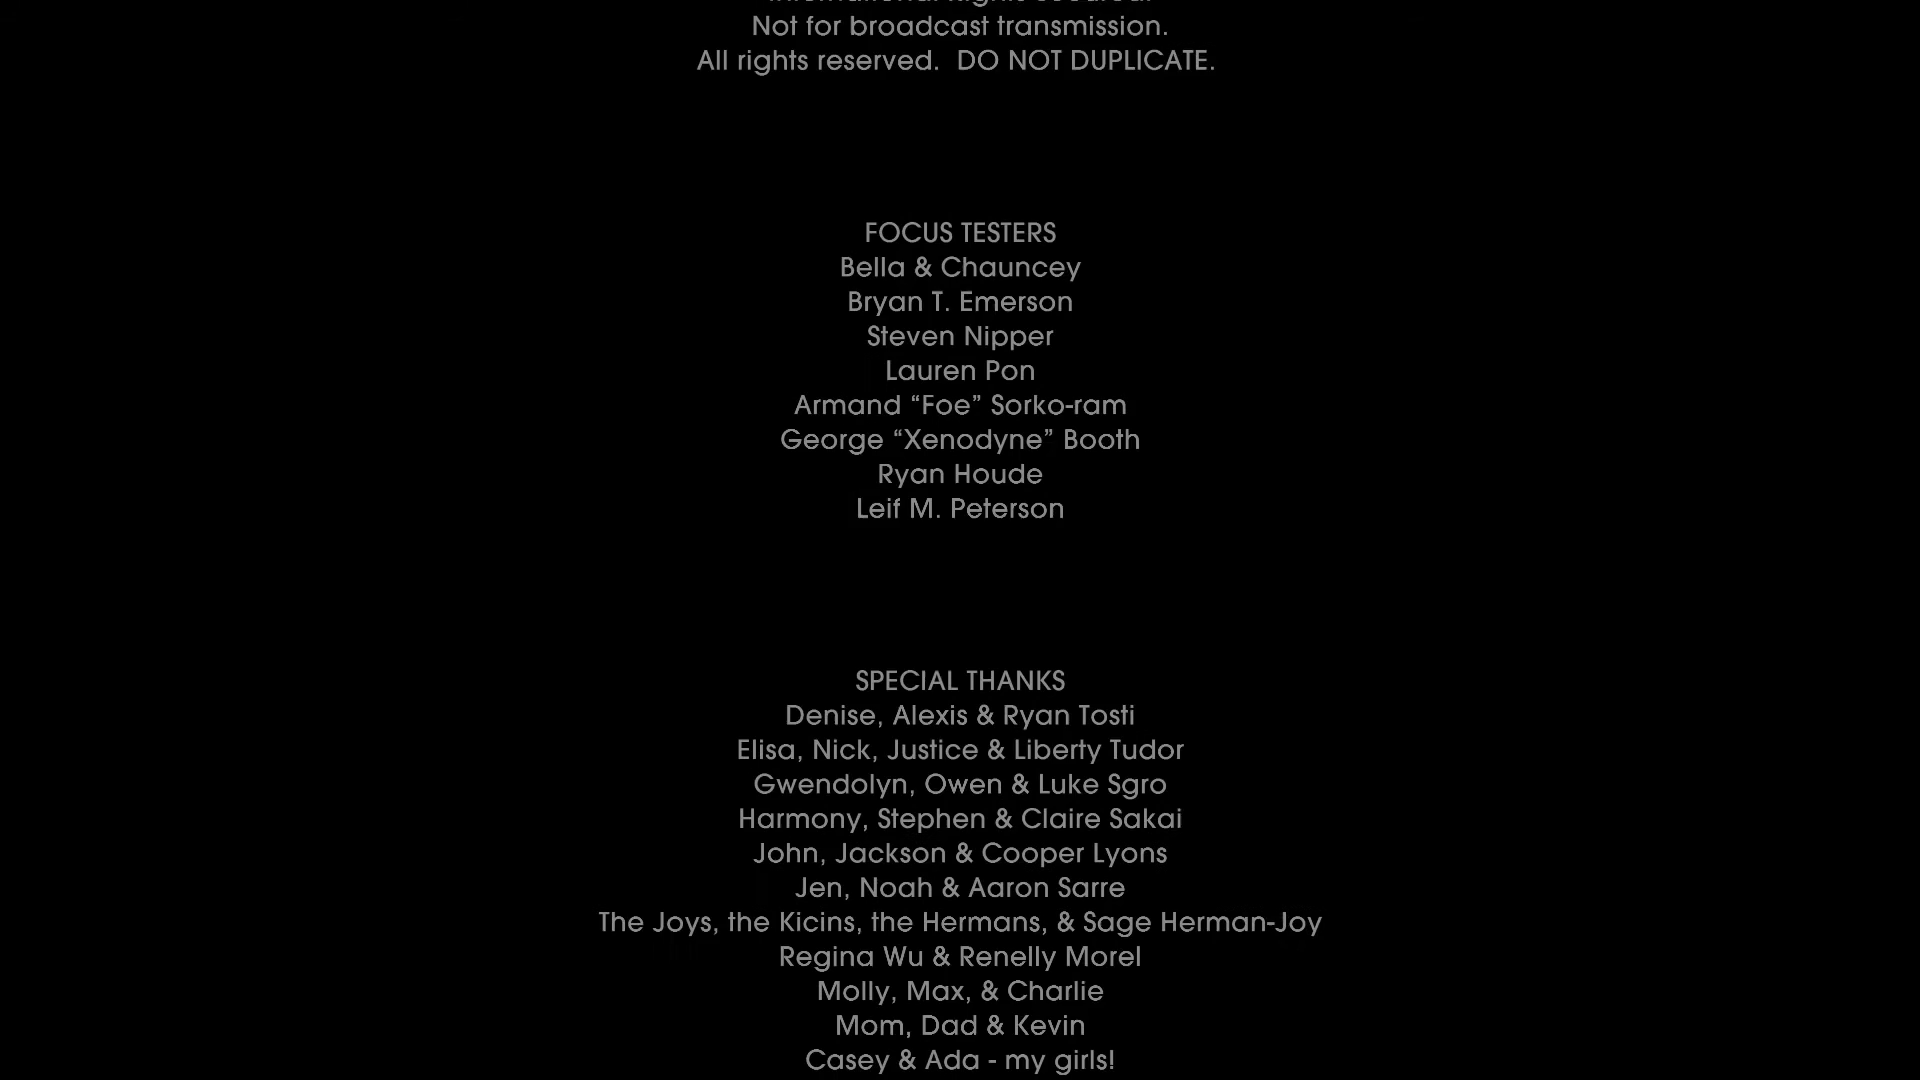 Not for broadcast transmission.
All rights reserved.  DO NOT DUPLICATE.
FOCUS TESTERS
Bella & Chauncey
Bryan T. Emerson
Steven Nipper
Lauren Pon
Armand “Foe” Sorko-ram
George “Xenodyne” Booth
Ryan Houde
Leif M. Peterson
SPECIAL THANKS
Denise, Alexis & Ryan Tosti
Elisa, Nick, Justice & Liberty Tudor
Gwendolyn, Owen & Luke Sgro
Harmony, Stephen & Claire Sakai
John, Jackson & Cooper Lyons
Jen, Noah & Aaron Sarre
The Joys, the Kicins, the Hermans, & Sage Herman-Joy
Regina Wu & Renelly Morel
Molly, Max, & Charlie
Mom, Dad & Kevin
Casey & Ada - my girls!